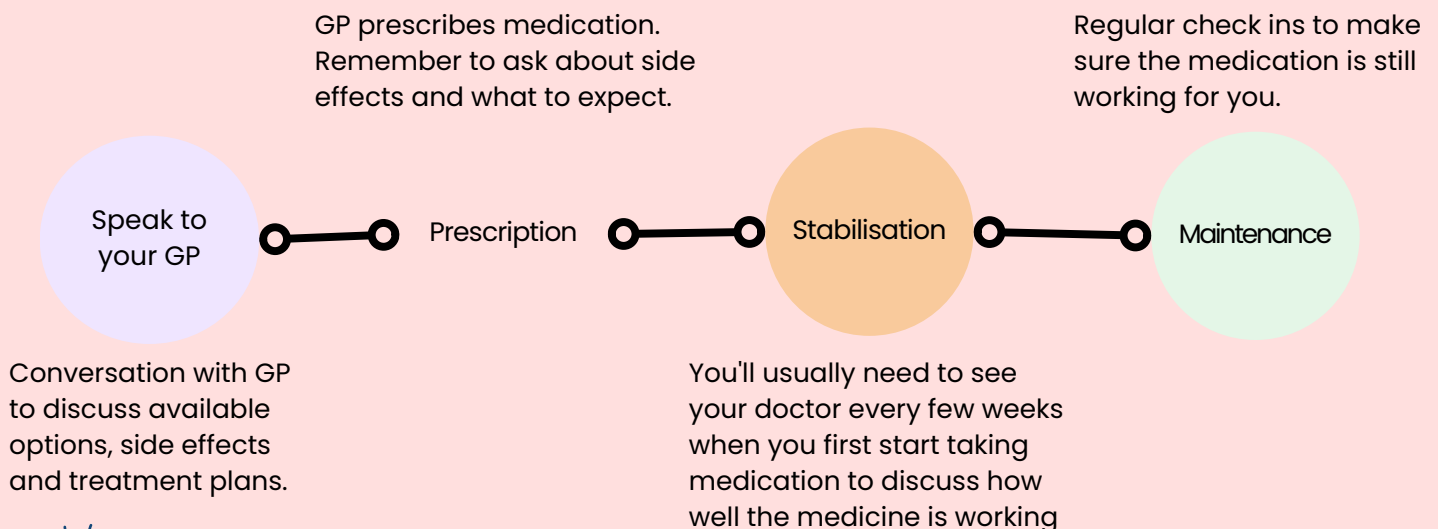 GP prescribes medication.
Remember to ask about side
effects and what to expect.
Regular check ins to make
sure the medication is still
working for you.
Speak to
your GP
Prescription
Stabilisation
Maintenance
Conversation with GP
to discuss available
options, side effects
and treatment plans.
You'll usually need to see
your doctor every few weeks
when you first start taking
medication to discuss how
well the medicine is working